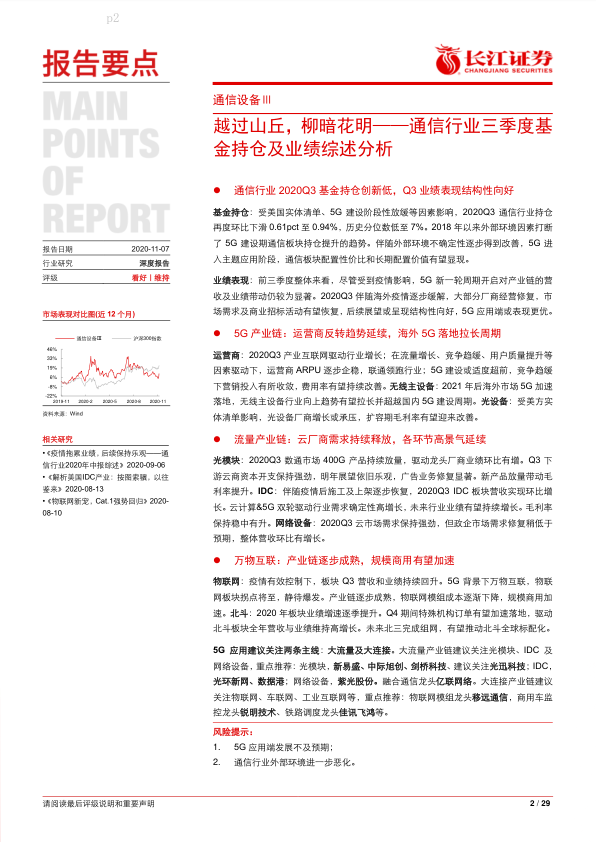 p2
报告要点
MAIN
POINTS
OF
REPORT
报告日期 2020-11-07
行业研究 深度报告
评级 看好丨维持
市场表现对比图(近 12 个月)
通信设备III 沪深300指数
46%
33%
19%
6%
-8%
-22%
2019-11 2020-2 2020-5 2020-8 2020-11
资料来源：Wind
相关研究
•《疫情拖累业绩，后续保持乐观——通
信行业2020年中报综述》2020-09-06
•《解析美国IDC产业：按图索骥，以往
鉴来》2020-08-13
•《物联网新宠，Cat.1强势回归》2020-
08-10
长江证券
CHANGJIANG SECURITIES
通信设备Ⅲ
越过山丘，柳暗花明——通信行业三季度基
金持仓及业绩综述分析
● 通信行业 2020Q3 基金持仓创新低，Q3 业绩表现结构性向好
基金持仓：受美国实体清单、5G 建设阶段性放缓等因素影响，2020Q3 通信行业持仓
再度环比下滑 0.61pct 至 0.94%，历史分位数低至 7%。2018 年以来外部环境因素打断
了 5G 建设期通信板块持仓提升的趋势。伴随外部环境不确定性逐步得到改善，5G 进
入主题应用阶段，通信板块配置性价比和长期配置价值有望显现。
业绩表现：前三季度整体来看，尽管受到疫情影响，5G 新一轮周期开启对产业链的营
收及业绩带动仍较为显著。2020Q3 伴随海外疫情逐步缓解，大部分厂商经营修复，市
场需求及商业招标活动有望恢复，后续展望或呈现结构性向好，5G 应用端或表现更优。
● 5G 产业链：运营商反转趋势延续，海外 5G 落地拉长周期
运营商：2020Q3 产业互联网驱动行业增长；在流量增长、竞争趋缓、用户质量提升等
因素驱动下，运营商 ARPU 逐步企稳，联通领跑行业；5G 建设或适度超前，竞争趋缓
下营销投入有所收敛，费用率有望持续改善。无线主设备：2021 年后海外市场 5G 加速
落地，无线主设备行业向上趋势有望拉长并超越国内 5G 建设周期。光设备：受美方实
体清单影响，光设备厂商增长或承压，扩容期毛利率有望迎来改善。
● 流量产业链：云厂商需求持续释放，各环节高景气延续
光模块：2020Q3 数通市场 400G 产品持续放量，驱动龙头厂商业绩环比有增。Q3 下
游云商资本开支保持强劲，明年展望依旧乐观，广告业务修复显著。新产品放量带动毛
利率提升。IDC：伴随疫情后施工及上架逐步恢复，2020Q3 IDC 板块营收实现环比增
长。云计算&5G 双轮驱动行业需求确定性高增长，未来行业业绩有望持续增长。毛利率
保持稳中有升。网络设备：2020Q3 云市场需求保持强劲，但政企市场需求修复稍低于
预期，整体营收环比有增长。
● 万物互联：产业链逐步成熟，规模商用有望加速
物联网：疫情有效控制下，板块 Q3 营收和业绩持续回升。5G 背景下万物互联，物联
网板块拐点将至，静待爆发。产业链逐步成熟，物联网模组成本逐渐下降，规模商用加
速。北斗：2020 年板块业绩增速逐季提升。Q4 期间特殊机构订单有望加速落地，驱动
北斗板块全年营收与业绩维持高增长。未来北三完成组网，有望推动北斗全球标配化。
5G 应用建议关注两条主线：大流量及大连接。大流量产业链建议关注光模块、IDC 及
网络设备，重点推荐：光模块，新易盛、中际旭创、剑桥科技、建议关注光迅科技；IDC，
光环新网、数据港；网络设备，紫光股份。融合通信龙头亿联网络。大连接产业链建议
关注物联网、车联网、工业互联网等，重点推荐：物联网模组龙头移远通信，商用车监
控龙头锐明技术、铁路调度龙头佳讯飞鸿等。
风险提示：
1. 5G 应用端发展不及预期；
2. 通信行业外部环境进一步恶化。
请阅读最后评级说明和重要声明 2 / 29